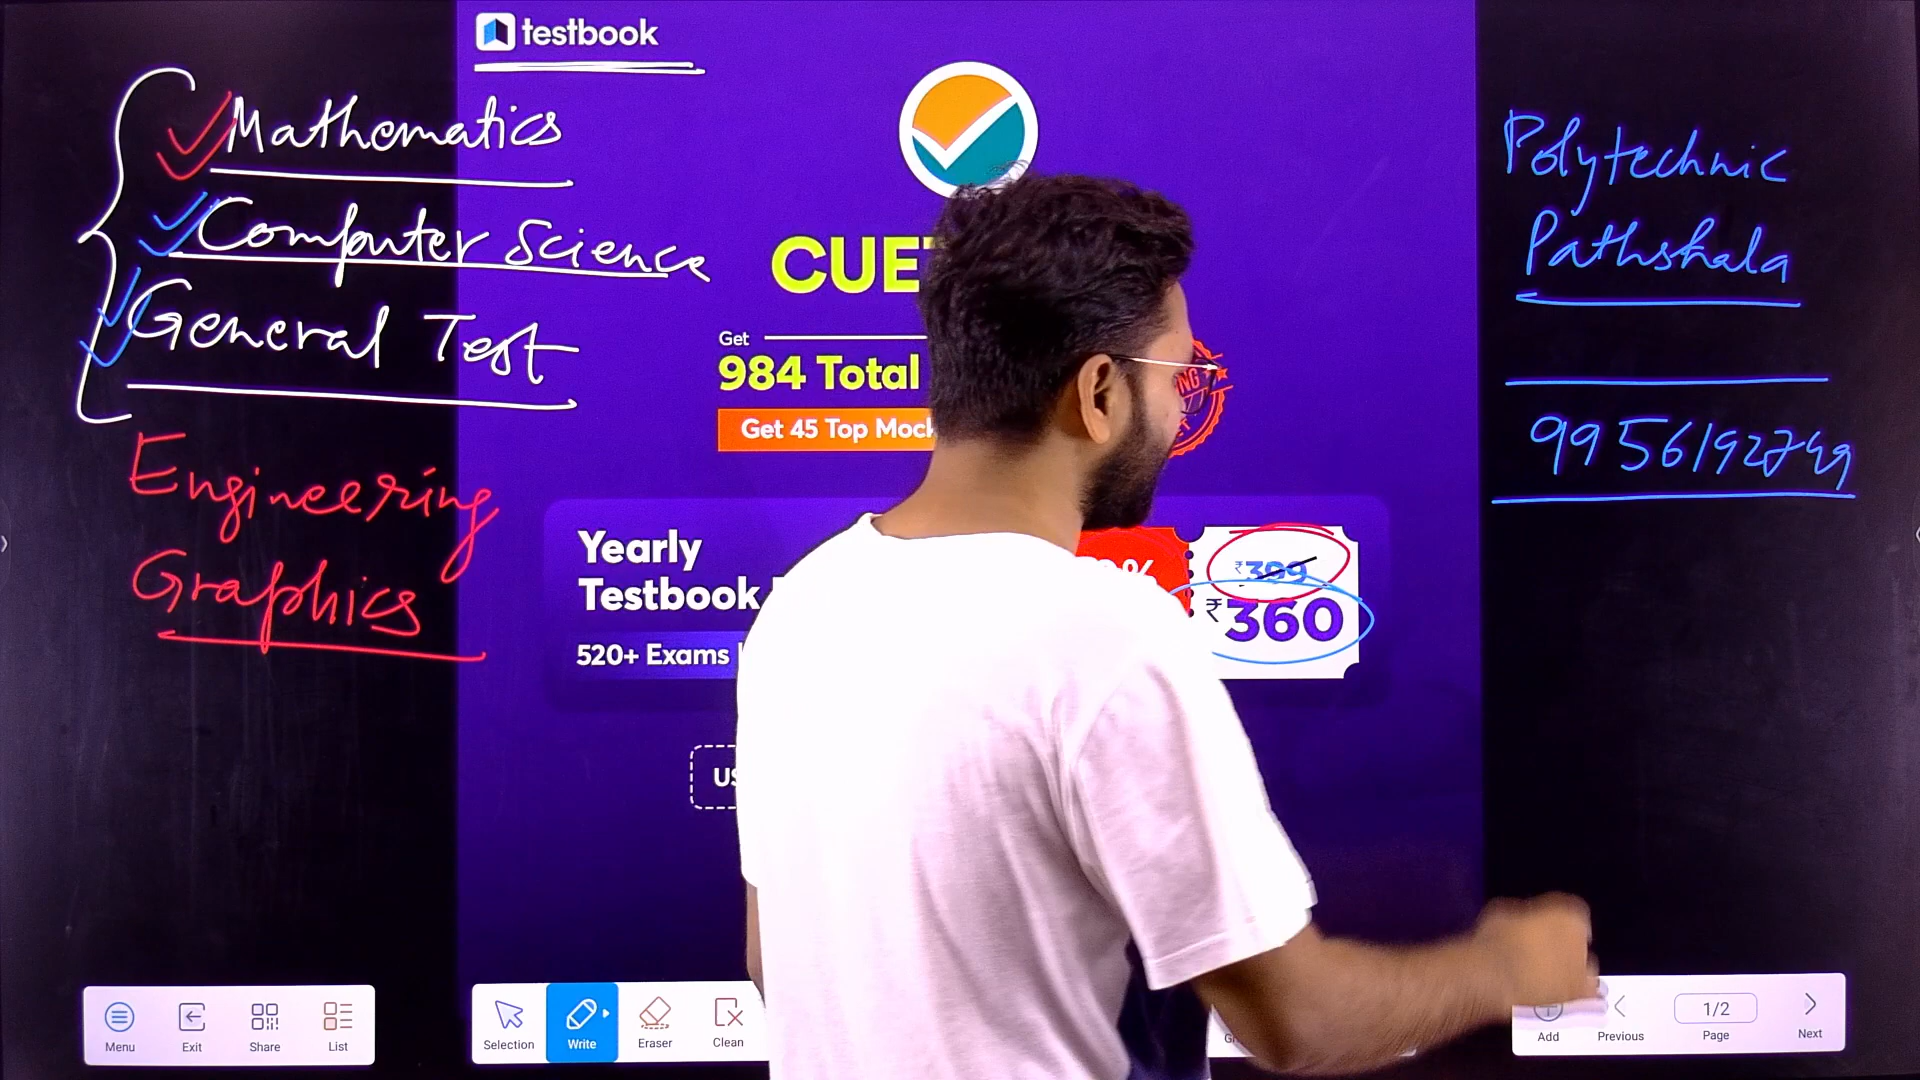 testbook
Mathematics
Computer Science
General Test
Engineering
Graphics
CUE
Get
984 Total
Get 45 Top Mock
Yearly
Testbook
520+ Exams
₹399
₹360
Polytechnic
Pathshala
Menu
Exit
Share
List
Selection
Write
Eraser
Clean
Add
Previous
1/2
Page
Next